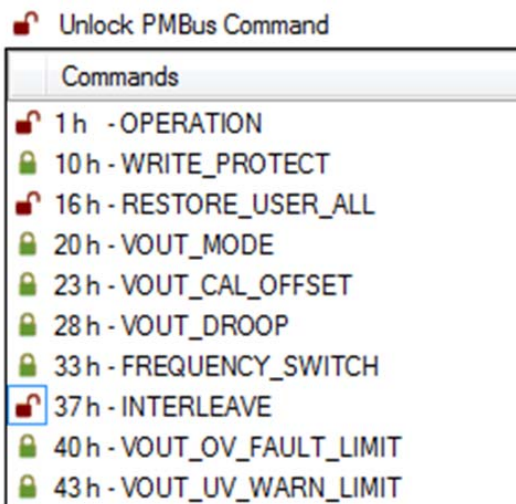 Unlock PMBus Command
Commands
1 h - OPERATION
10 h - WRITE_PROTECT
16 h - RESTORE_USER_ALL
20 h - VOUT_MODE
23 h - VOUT_CAL_OFFSET
28 h - VOUT_DROOP
33 h - FREQUENCY_SWITCH
37 h - INTERLEAVE
40 h - VOUT_OV_FAULT_LIMIT
43 h - VOUT_UV_WARN_LIMIT